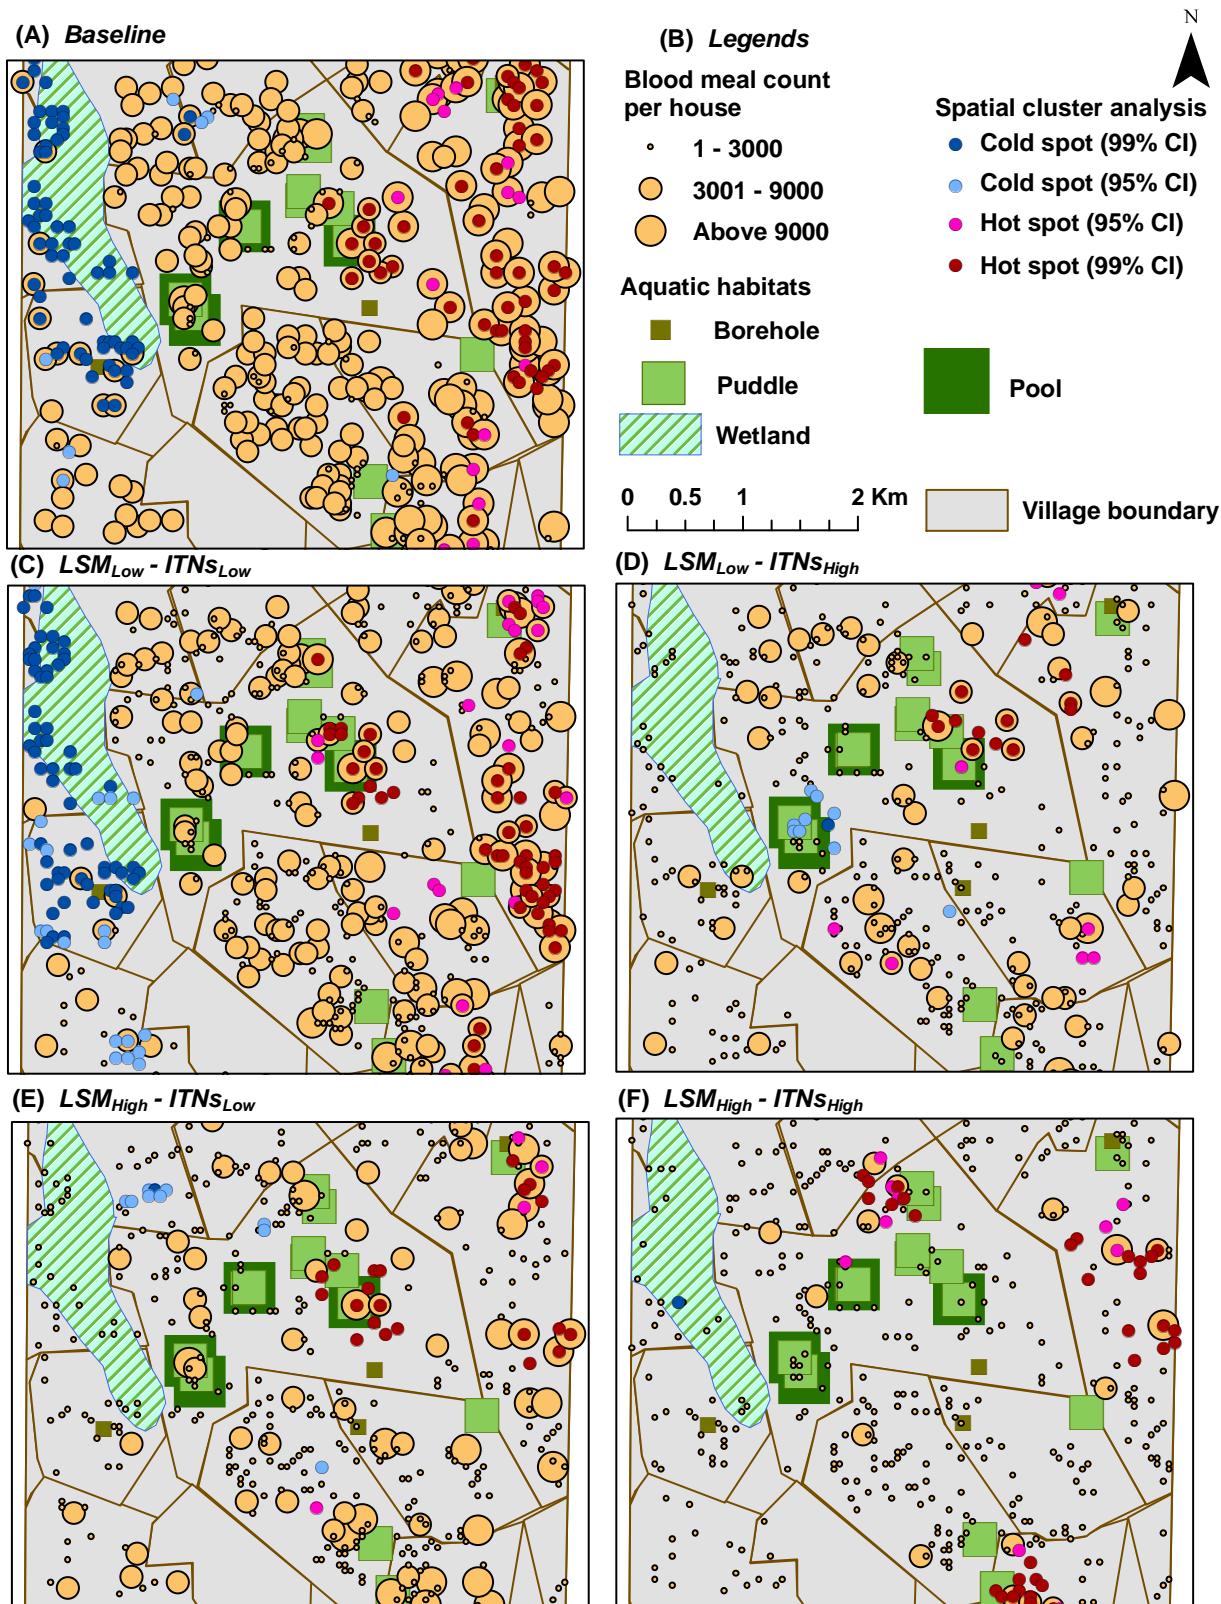 (A) Baseline
(B) Legends
N
Blood meal count
per house
1 - 3000
3001 - 9000
Above 9000
Spatial cluster analysis
Cold spot (99% CI)
Cold spot (95% CI)
Hot spot (95% CI)
Hot spot (99% CI)
Aquatic habitats
Borehole
Puddle
Pool
Wetland
0 0.5 1 2 Km
Village boundary
(C) LSMLow - ITNsLow
(D) LSMLow - ITNsHigh
(E) LSMHigh - ITNsLow
(F) LSMHigh - ITNsHigh